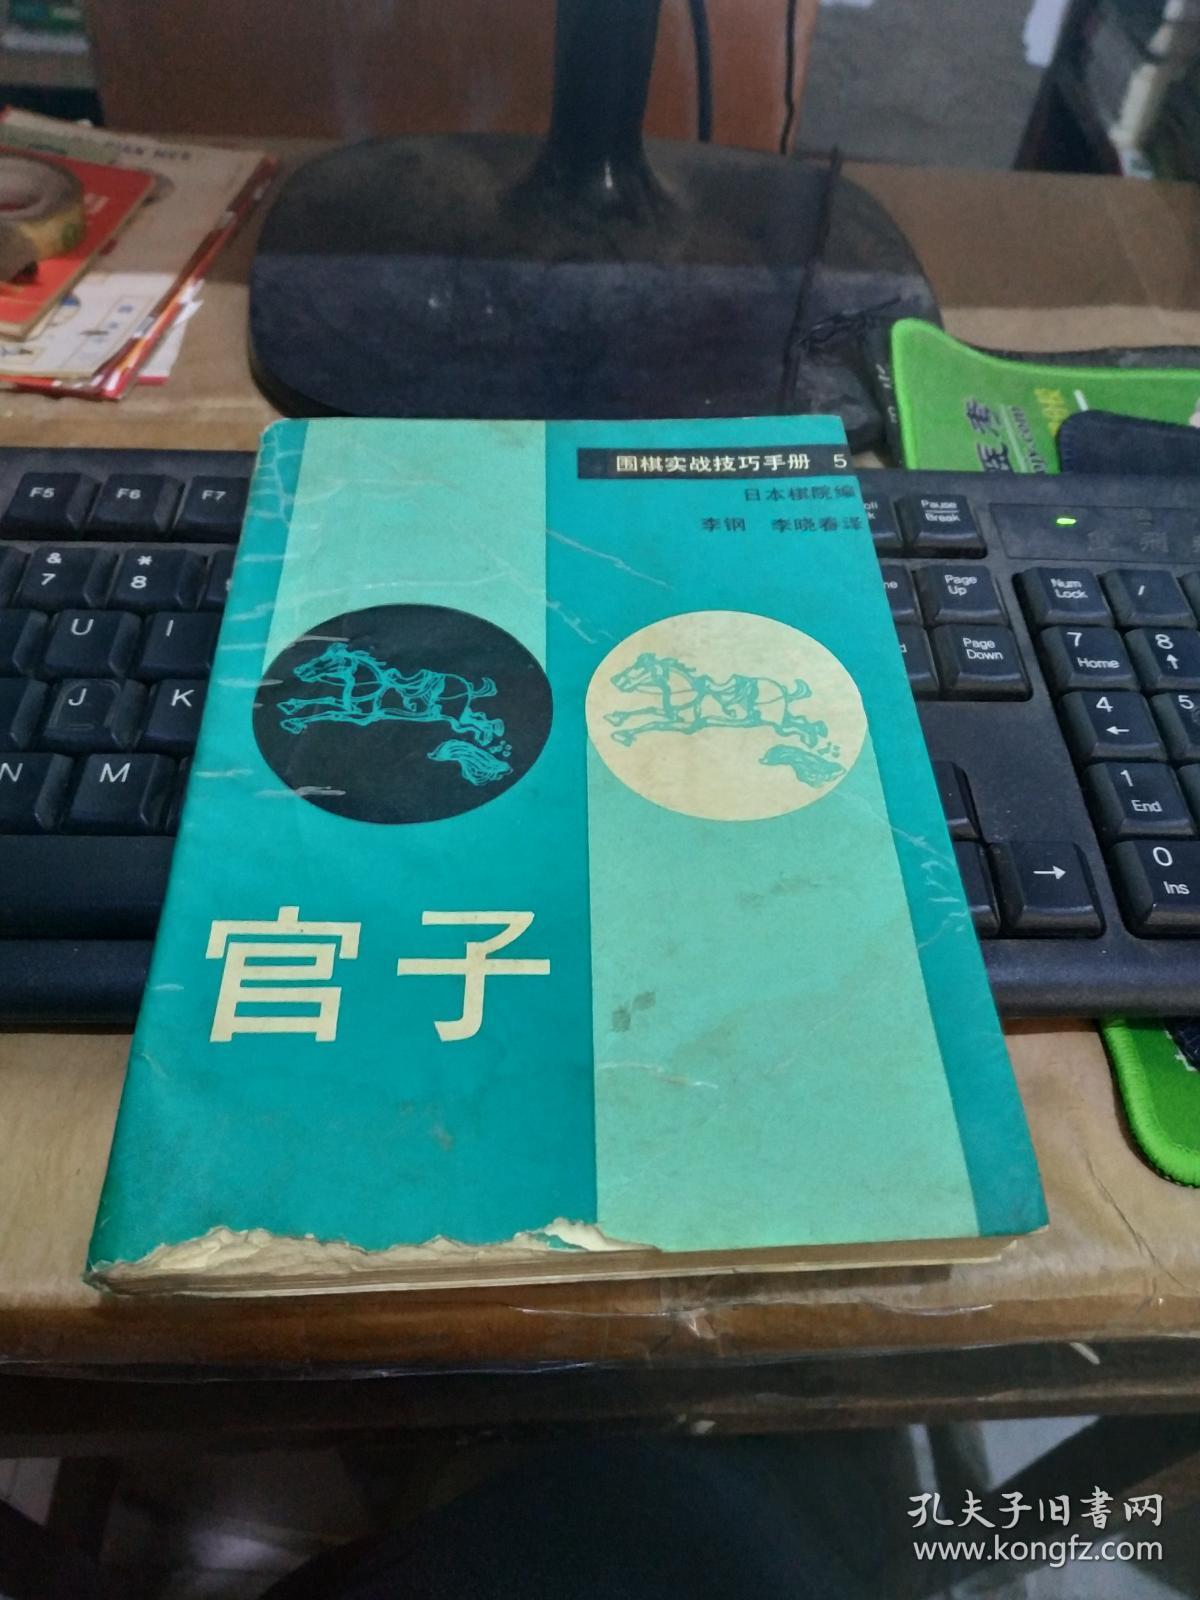 围棋实战技巧手册 5
日本棋院编
李钢 李晓春译
官子
F5
F6
F7
&
7
*
8
U
I
J
K
N
M
Pause
Break
Page
Up
Page
Down
Num
Lock
/
7
Home
8
↑
4
←
5
1
End
0
Ins
→
孔夫子旧书网
www.kongfz.com